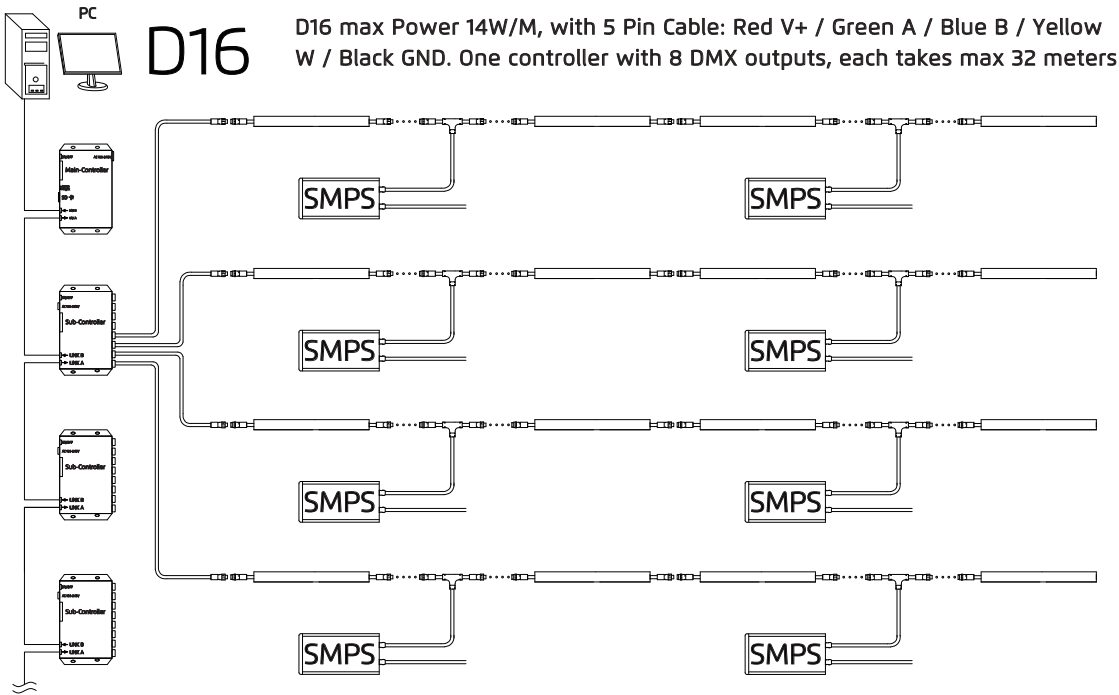 PC
D16
D16 max Power 14W/M, with 5 Pin Cable: Red V+ / Green A / Blue B / Yellow
W / Black GND. One controller with 8 DMX outputs, each takes max 32 meters
Main-Controller
SMPS
SMPS
Sub-Controller
LINK B
LINK A
SMPS
SMPS
Sub-Controller
LINK B
LINK A
SMPS
SMPS
Sub-Controller
LINK B
LINK A
SMPS
SMPS